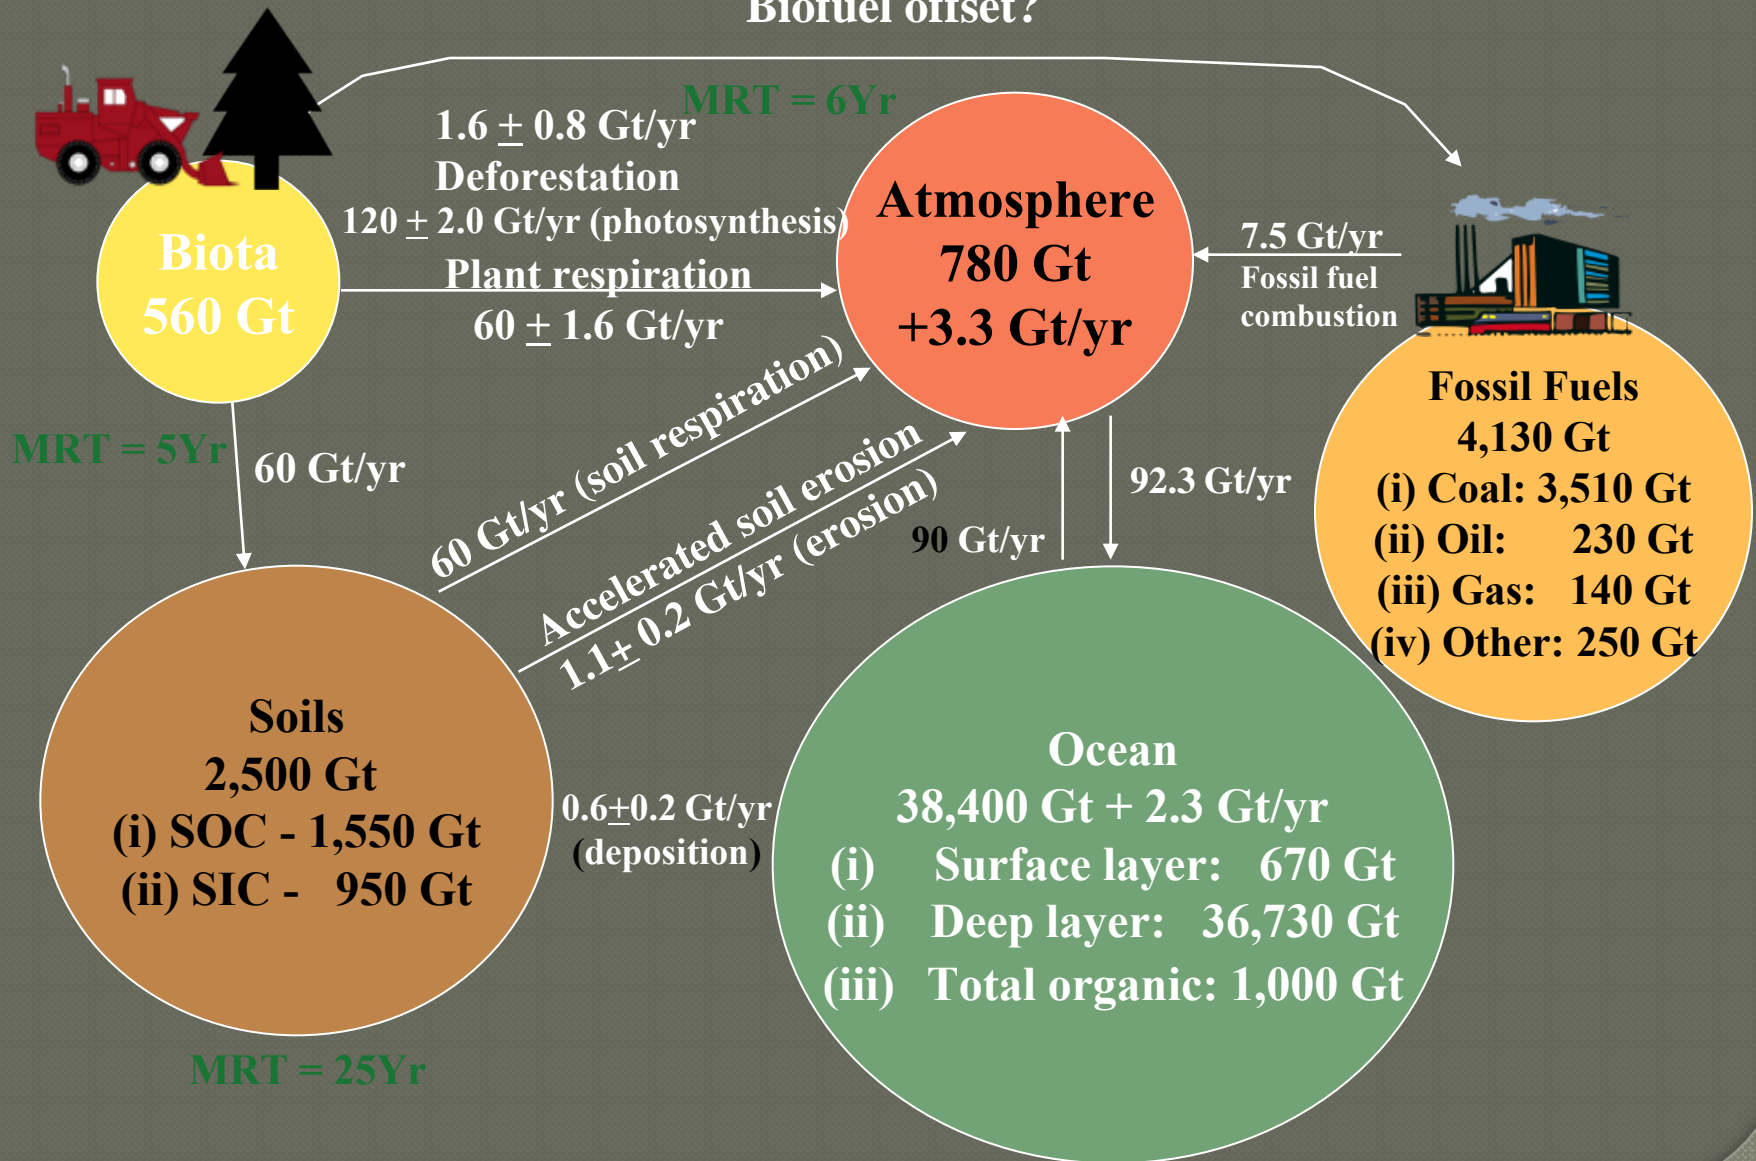 Biofuel offset?
MRT = 6Yr
1.6 ± 0.8 Gt/yr
Deforestation
120 ± 2.0 Gt/yr (photosynthesis)
Plant respiration
60 ± 1.6 Gt/yr
Biota
560 Gt
Atmosphere
780 Gt
+3.3 Gt/yr
7.5 Gt/yr
Fossil fuel
combustion
MRT = 5Yr
60 Gt/yr
60 Gt/yr (soil respiration)
Accelerated soil erosion
1.1± 0.2 Gt/yr (erosion)
90 Gt/yr
92.3 Gt/yr
Fossil Fuels
4,130 Gt
(i) Coal: 3,510 Gt
(ii) Oil: 230 Gt
(iii) Gas: 140 Gt
(iv) Other: 250 Gt
Soils
2,500 Gt
(i) SOC - 1,550 Gt
(ii) SIC - 950 Gt
MRT = 25Yr
0.6±0.2 Gt/yr
(deposition)
Ocean
38,400 Gt + 2.3 Gt/yr
(i) Surface layer: 670 Gt
(ii) Deep layer: 36,730 Gt
(iii) Total organic: 1,000 Gt